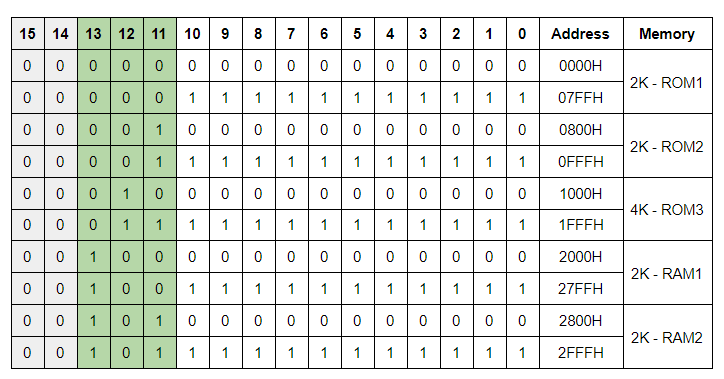 15 14 13 12 11 10 9 8 7 6 5 4 3 2 1 0 Address Memory
0 0 0 0 0 0 0 0 0 0 0 0 0 0 0 0 0000H 2K - ROM1
0 0 0 0 0 1 1 1 1 1 1 1 1 1 1 1 07FFH
0 0 0 0 1 0 0 0 0 0 0 0 0 0 0 0 0800H 2K - ROM2
0 0 0 0 1 1 1 1 1 1 1 1 1 1 1 1 0FFFH
0 0 0 1 0 0 0 0 0 0 0 0 0 0 0 0 1000H 4K - ROM3
0 0 0 1 1 1 1 1 1 1 1 1 1 1 1 1 1FFFH
0 0 1 0 0 0 0 0 0 0 0 0 0 0 0 0 2000H 2K - RAM1
0 0 1 0 0 1 1 1 1 1 1 1 1 1 1 1 27FFH
0 0 1 0 1 0 0 0 0 0 0 0 0 0 0 0 2800H 2K - RAM2
0 0 1 0 1 1 1 1 1 1 1 1 1 1 1 1 2FFFH